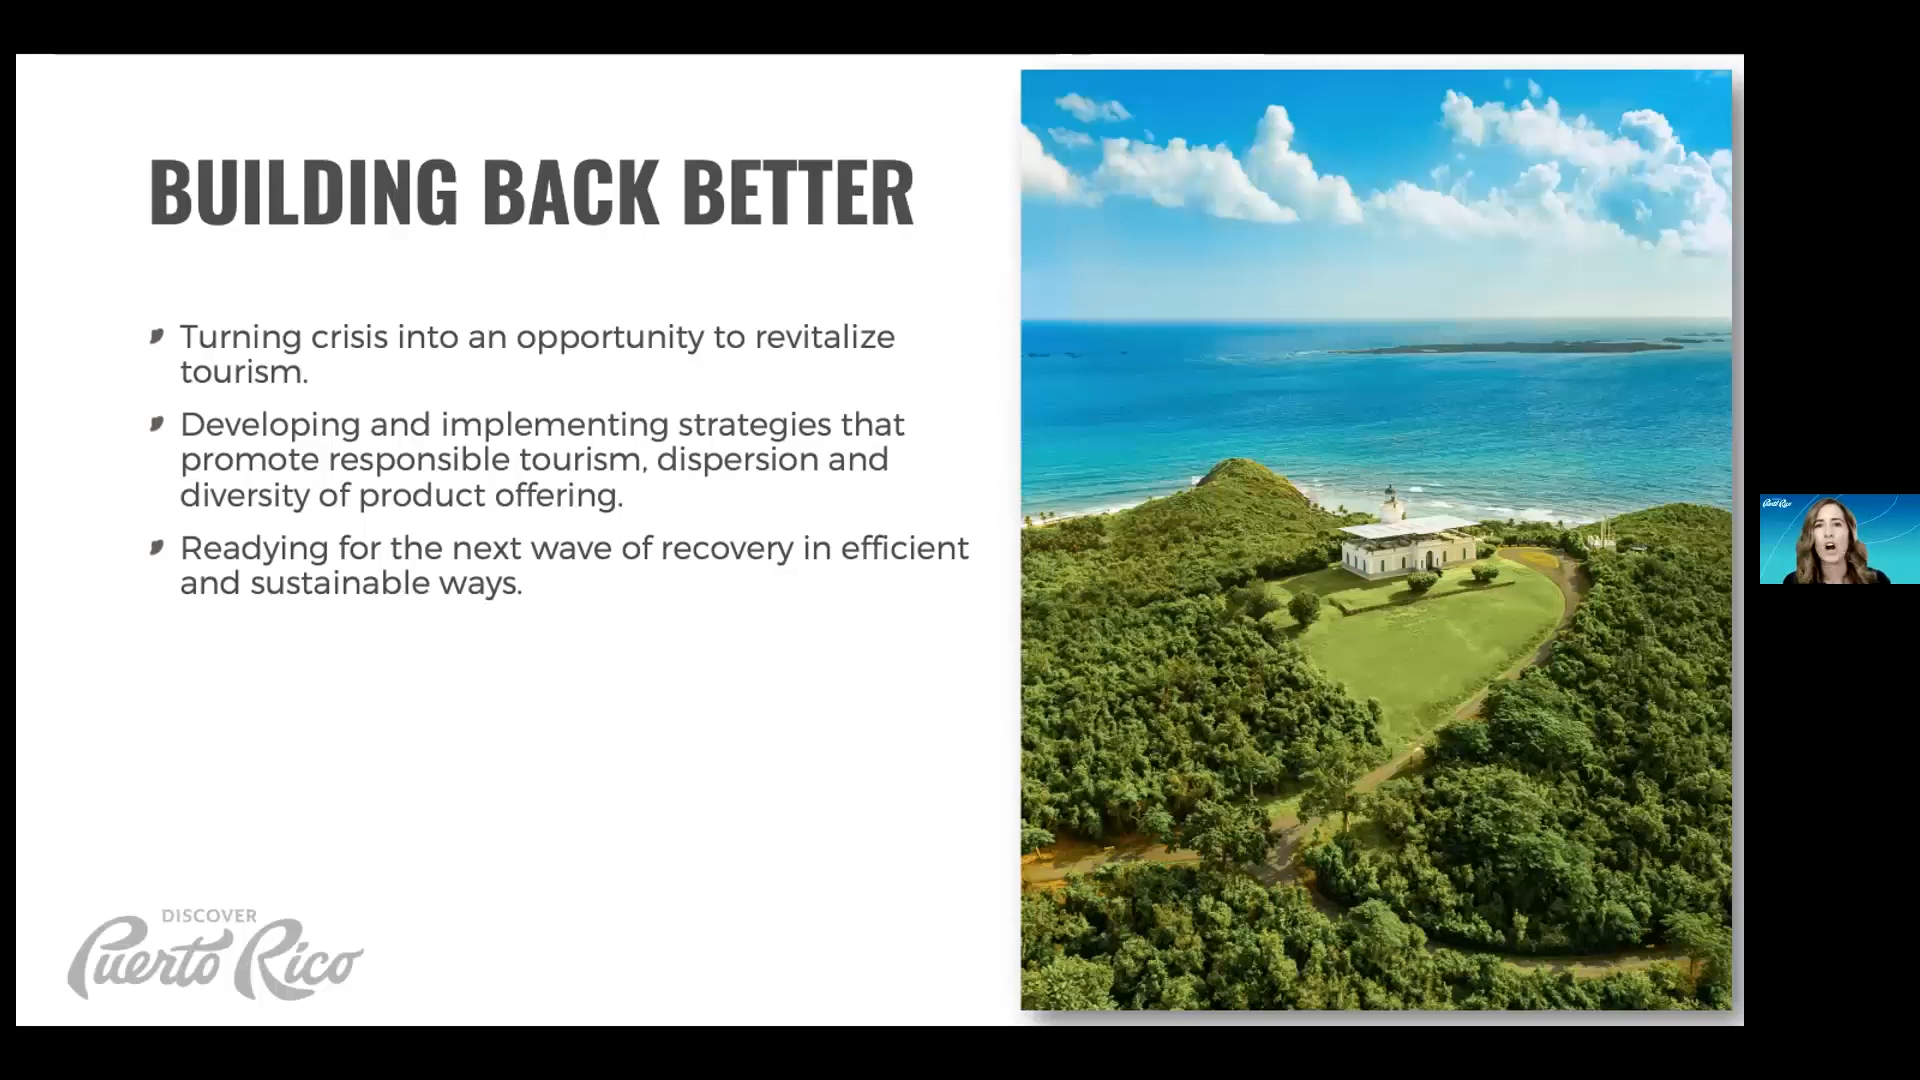 BUILDING BACK BETTER
Turning crisis into an opportunity to revitalize
tourism.
Developing and implementing strategies that
promote responsible tourism, dispersion and
diversity of product offering.
Readying for the next wave of recovery in efficient
and sustainable ways.
DISCOVER
Puerto Rico
Puerto Rico